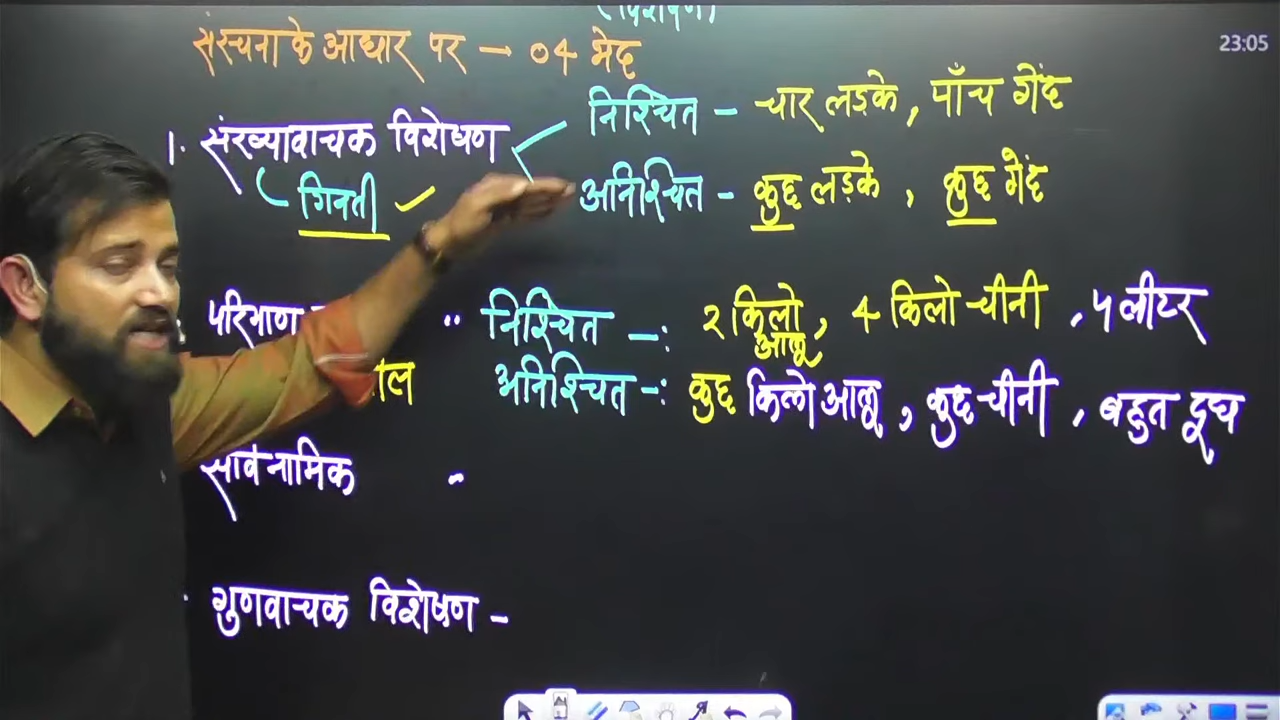 (विशेषण)
23:05
संरचना के आधार पर → 04 भेद
निश्चित - चार लड़के, पाँच गेंद
1. संख्यावाचक विशेषण
गिनती ✓
अनिश्चित - कुछ लड़के, कुछ गेंद
परिमाण " निश्चित -: 2 किलो आलू, 4 किलो चीनी, 5 लीटर
अनिश्चित -: कुछ किलो आलू, कुछ चीनी, बहुत दूध
सार्वनामिक "
गुणवाचक विशेषण -